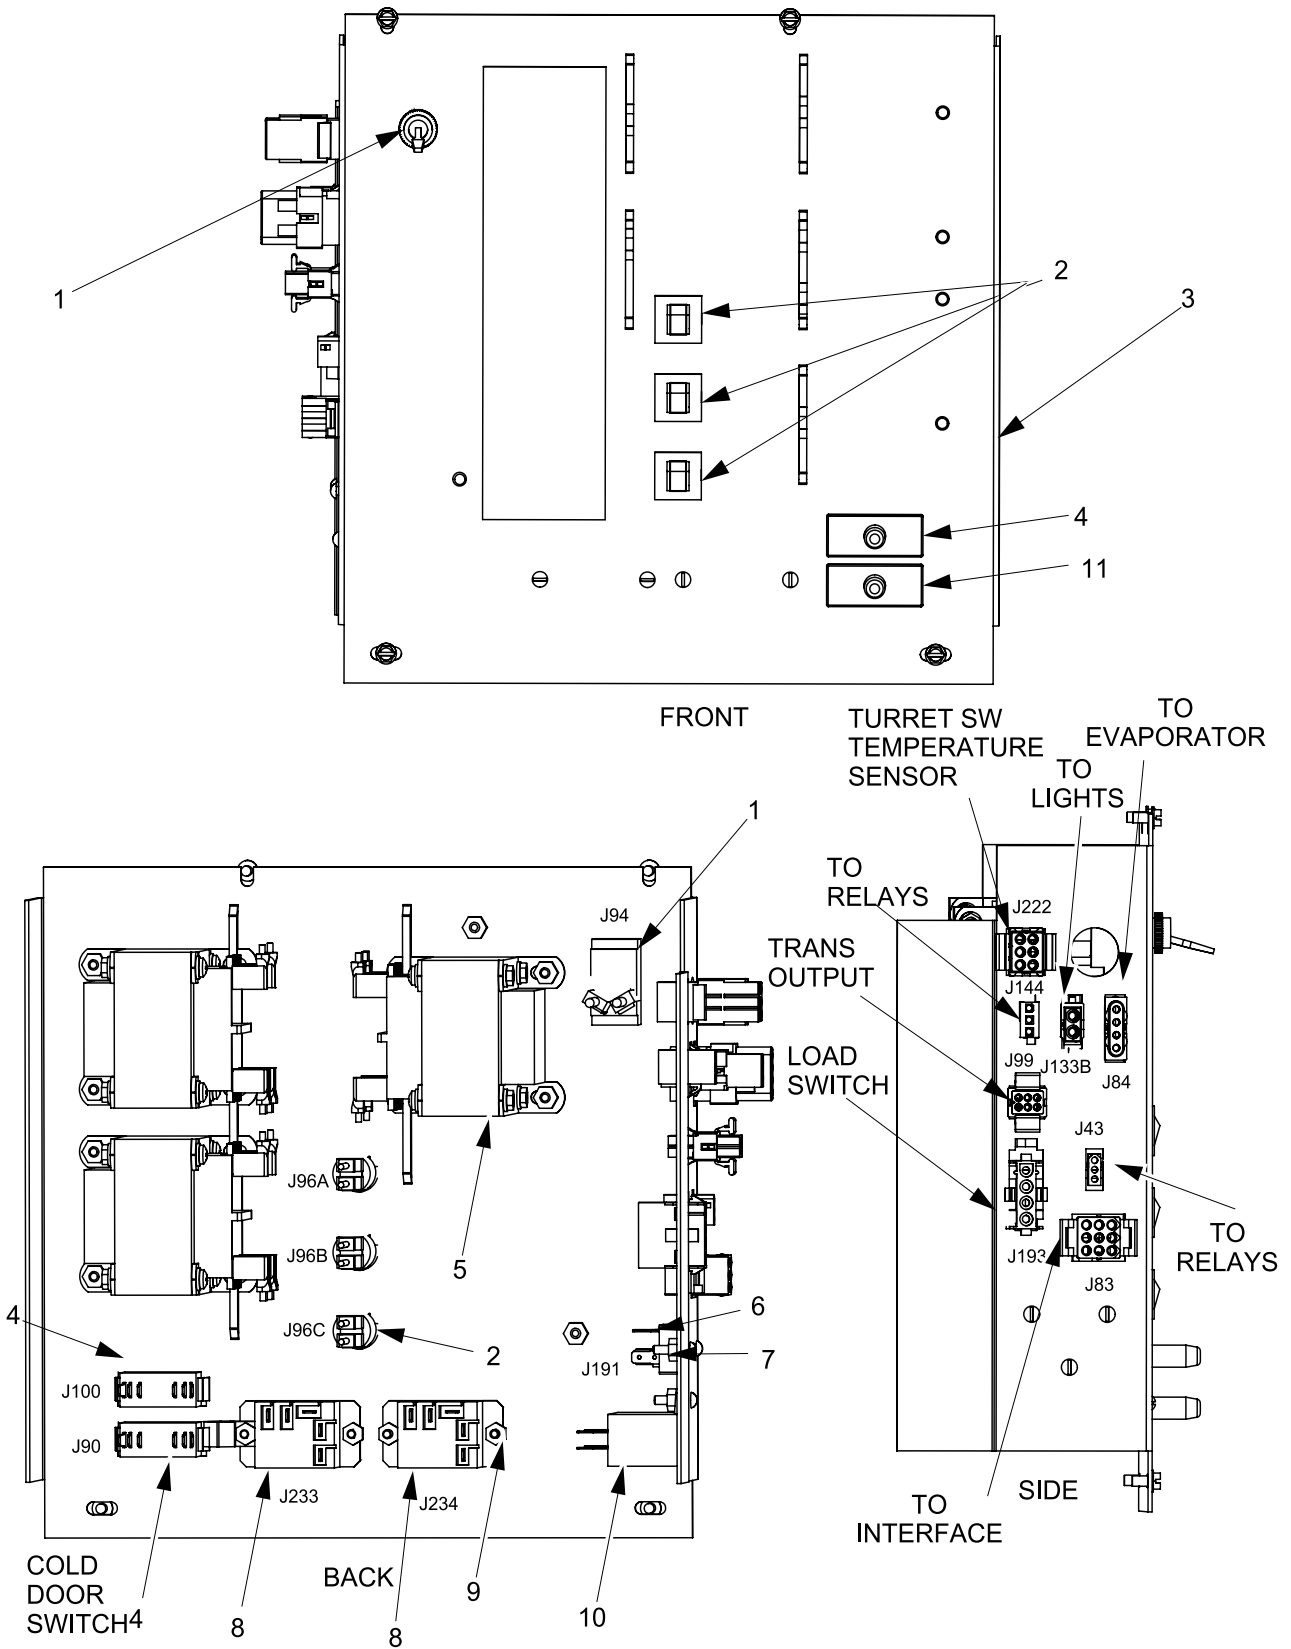 1
2
3
4
11
FRONT
TURRET SW
TEMPERATURE
SENSOR
TO
EVAPORATOR
TO
LIGHTS
TO
RELAYS
TRANS
OUTPUT
LOAD
SWITCH
J222
J144
J99
J133B
J84
J43
J193
J83
TO
RELAYS
TO
INTERFACE
SIDE
1
J94
J96A
J96B
J96C
5
6
7
2
4
J191
J100
J90
J233
J234
COLD
DOOR
SWITCH
4
8
BACK
8
9
10